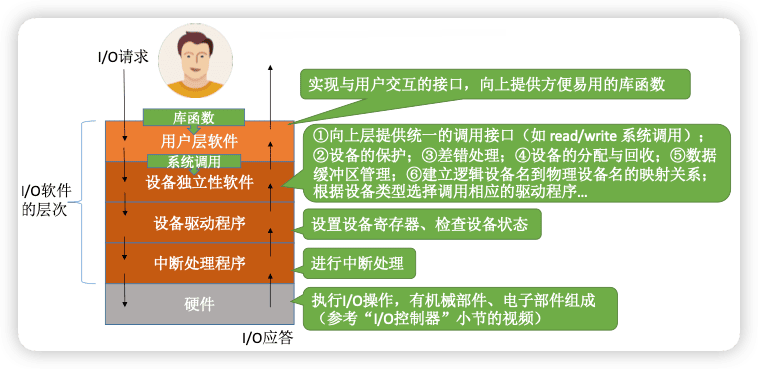 I/O请求
实现与用户交互的接口，向上提供方便易用的库函数
库函数
用户层软件
系统调用
①向上层提供统一的调用接口（如 read/write 系统调用）；
②设备的保护；③差错处理；④设备的分配与回收；⑤数据
缓冲区管理；⑥建立逻辑设备名到物理设备名的映射关系；
根据设备类型选择调用相应的驱动程序…
I/O软件
的层次
设备独立性软件
设备驱动程序
设置设备寄存器、检查设备状态
中断处理程序
进行中断处理
硬件
执行I/O操作，有机械部件、电子部件组成
（参考“I/O控制器”小节的视频）
I/O应答